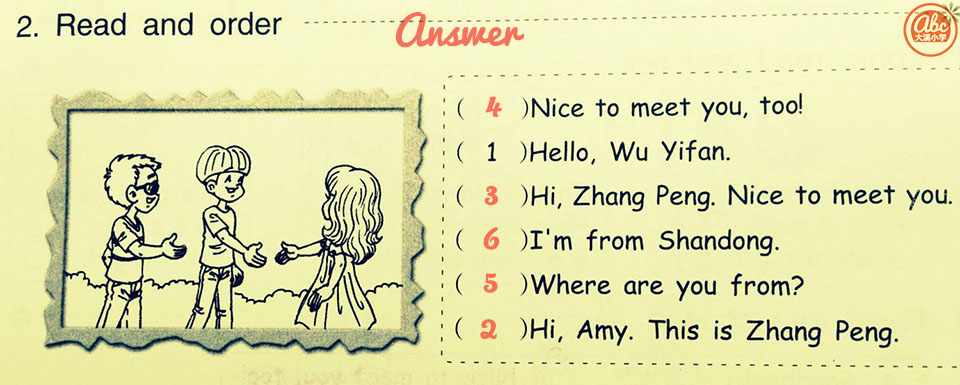 2. Read and order
Answer
Abc
大溪小学
( 4 )Nice to meet you, too!
( 1 )Hello, Wu Yifan.
( 3 )Hi, Zhang Peng. Nice to meet you.
( 6 )I'm from Shandong.
( 5 )Where are you from?
( 2 )Hi, Amy. This is Zhang Peng.